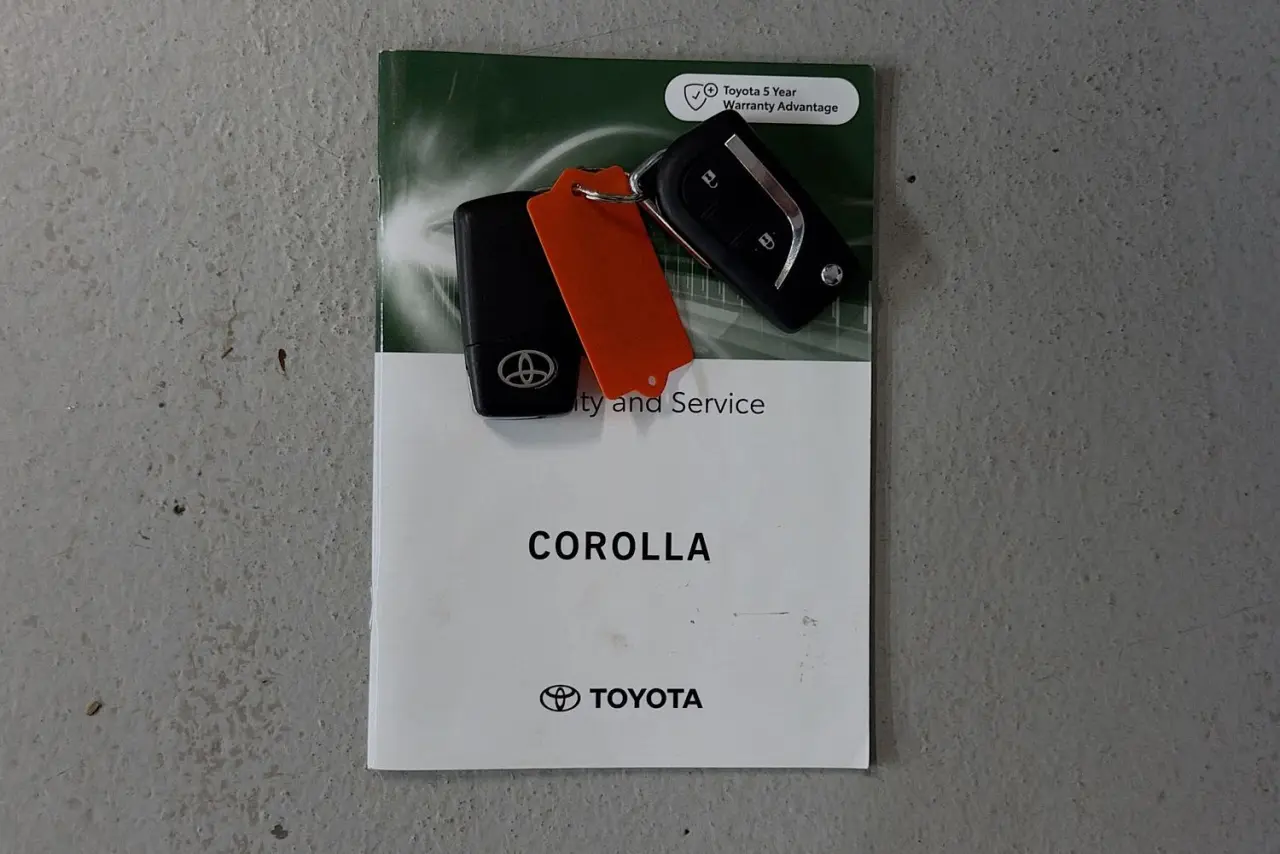 Toyota 5 Year
Warranty Advantage
and Service
COROLLA
TOYOTA